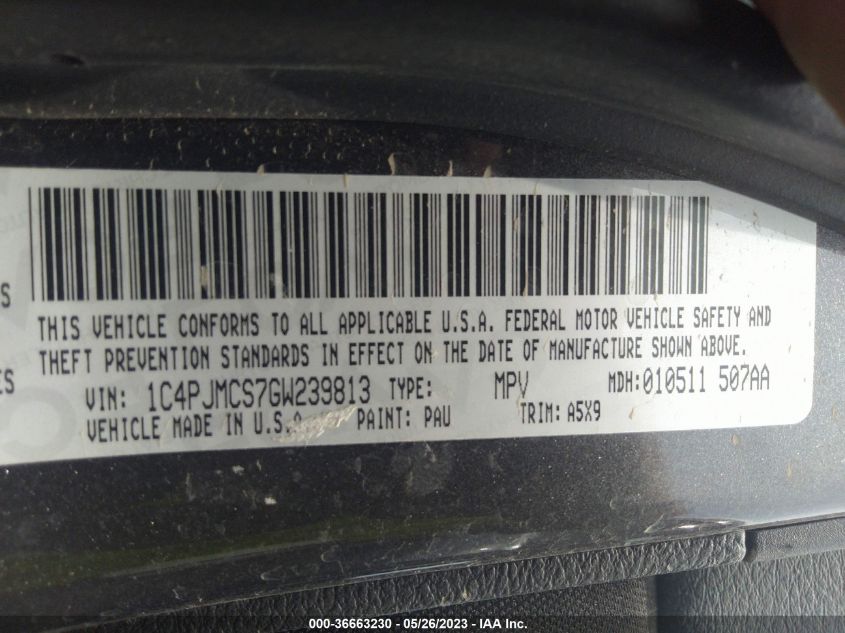 S
THIS VEHICLE CONFORMS TO ALL APPLICABLE U.S.A. FEDERAL MOTOR VEHICLE SAFETY AND
THEFT PREVENTION STANDARDS IN EFFECT ON THE DATE OF MANUFACTURE SHOWN ABOVE.
ES
VIN: 1C4PJMCS7GW239813 TYPE: MPV MDH:010511 507AA
VEHICLE MADE IN U.S. PAINT: PAU TRIM: A5X9
000-36663230 - 05/26/2023 - IAA Inc.